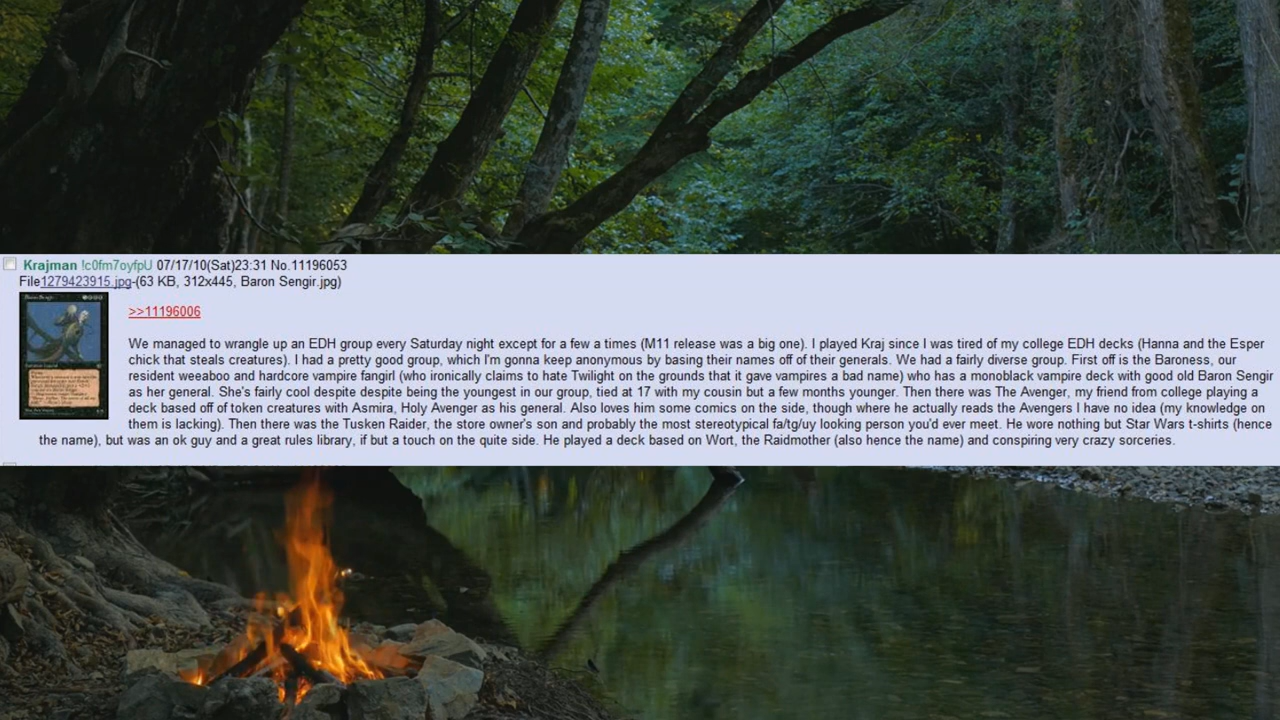 Krajman !c0fm7oyfpU 07/17/10(Sat)23:31 No.11196053
File1279423915.jpg-(63 KB, 312x445, Baron Sengir.jpg)
>>11196006
We managed to wrangle up an EDH group every Saturday night except for a few a times (M11 release was a big one). I played Kraj since I was tired of my college EDH decks (Hanna and the Esper
chick that steals creatures). I had a pretty good group, which I'm gonna keep anonymous by basing their names off of their generals. We had a fairly diverse group. First off is the Baroness, our
resident weeaboo and hardcore vampire fangirl (who ironically claims to hate Twilight on the grounds that it gave vampires a bad name) who has a monoblack vampire deck with good old Baron Sengir
as her general. She's fairly cool despite despite being the youngest in our group, tied at 17 with my cousin but a few months younger. Then there was The Avenger, my friend from college playing a
deck based off of token creatures with Asmira, Holy Avenger as his general. Also loves him some comics on the side, though where he actually reads the Avengers I have no idea (my knowledge on
them is lacking). Then there was the Tusken Raider, the store owner's son and probably the most stereotypical fa/tg/uy looking person you'd ever meet. He wore nothing but Star Wars t-shirts (hence
the name), but was an ok guy and a great rules library, if but a touch on the quite side. He played a deck based on Wort, the Raidmother (also hence the name) and conspiring very crazy sorceries.